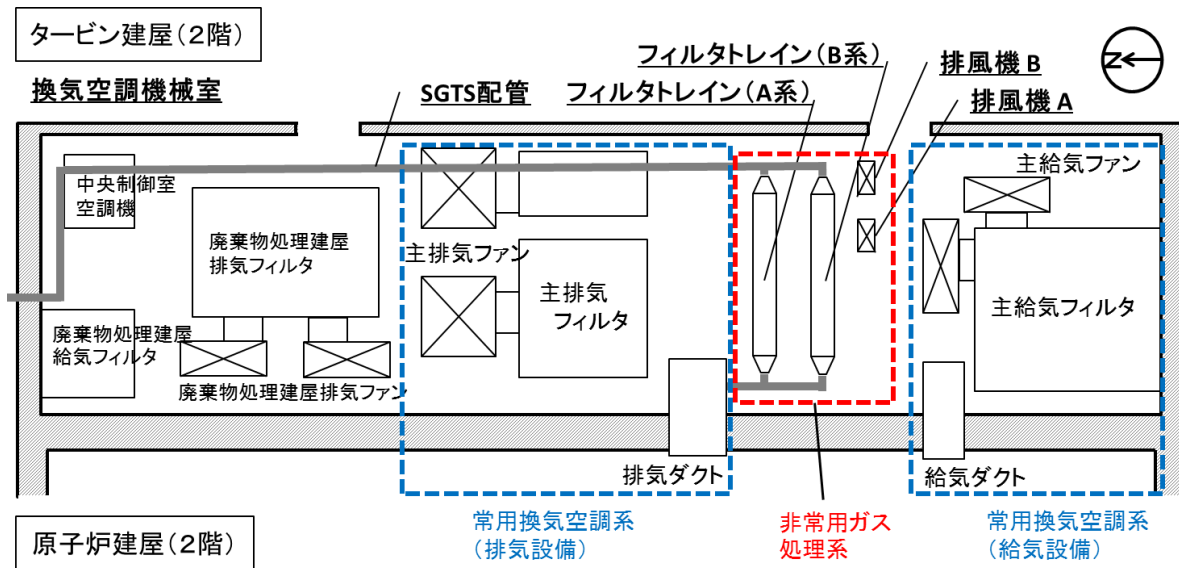 タービン建屋(2階)
換気空調機械室
SGTS配管
フィルタトレイン(B系)
フィルタトレイン(A系)
排風機 B
排風機 A
N
中央制御室
空調機
廃棄物処理建屋
排気フィルタ
主排気ファン
主排気
フィルタ
主給気ファン
主給気フィルタ
廃棄物処理建屋
給気フィルタ
廃棄物処理建屋排気ファン
排気ダクト
給気ダクト
常用換気空調系
(排気設備)
非常用ガス
処理系
常用換気空調系
(給気設備)
原子炉建屋(2階)